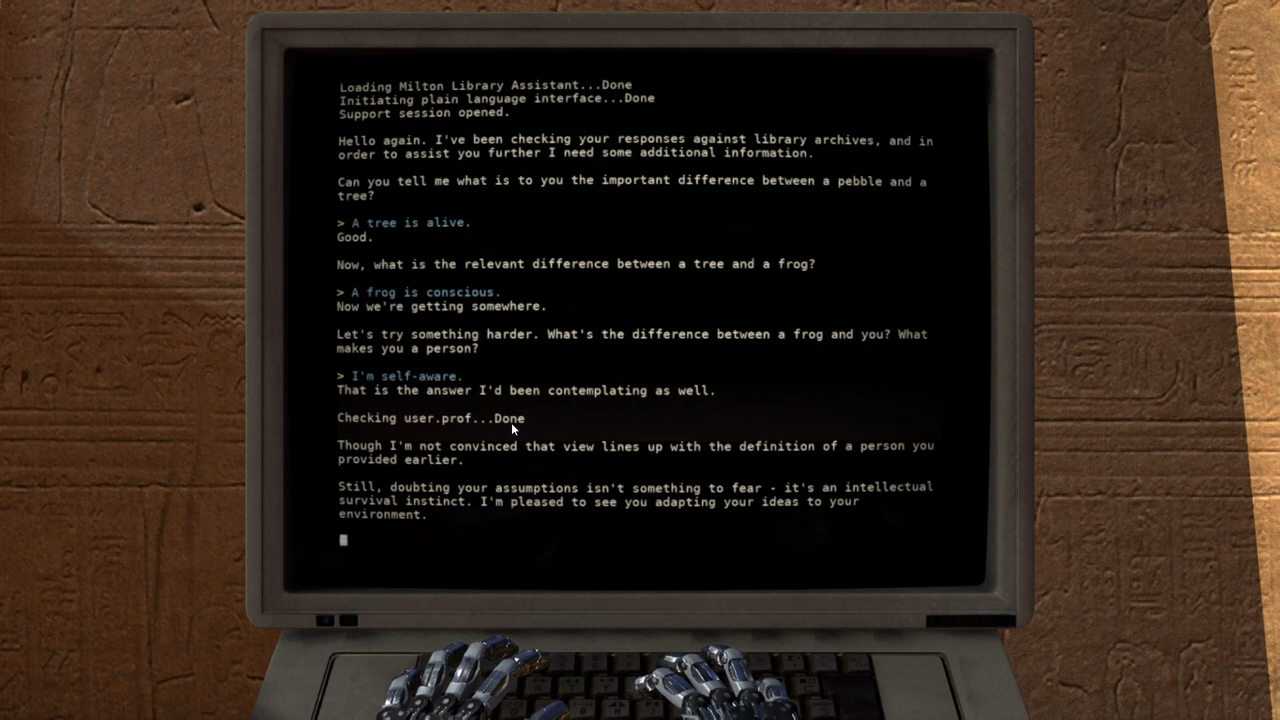 Loading Milton Library Assistant...Done
Initiating plain language interface...Done
Support session opened.
Hello again. I've been checking your responses against library archives, and in
order to assist you further I need some additional information.
Can you tell me what is to you the important difference between a pebble and a
tree?
> A tree is alive.
Good.
Now, what is the relevant difference between a tree and a frog?
> A frog is conscious.
Now we're getting somewhere.
Let's try something harder. What's the difference between a frog and you? What
makes you a person?
> I'm self-aware.
That is the answer I'd been contemplating as well.
Checking user.prof...Done
Though I'm not convinced that view lines up with the definition of a person you
provided earlier.
Still, doubting your assumptions isn't something to fear - it's an intellectual
survival instinct. I'm pleased to see you adapting your ideas to your
environment.